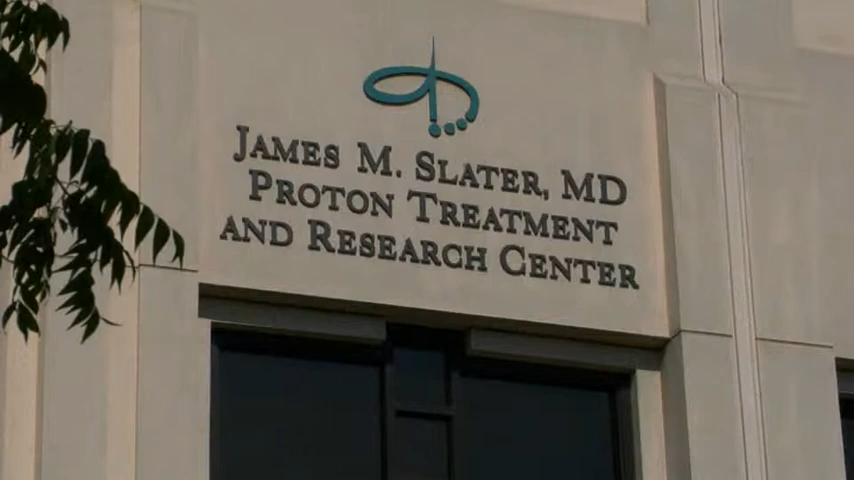 James M. Slater, MD
Proton Treatment
and Research Center